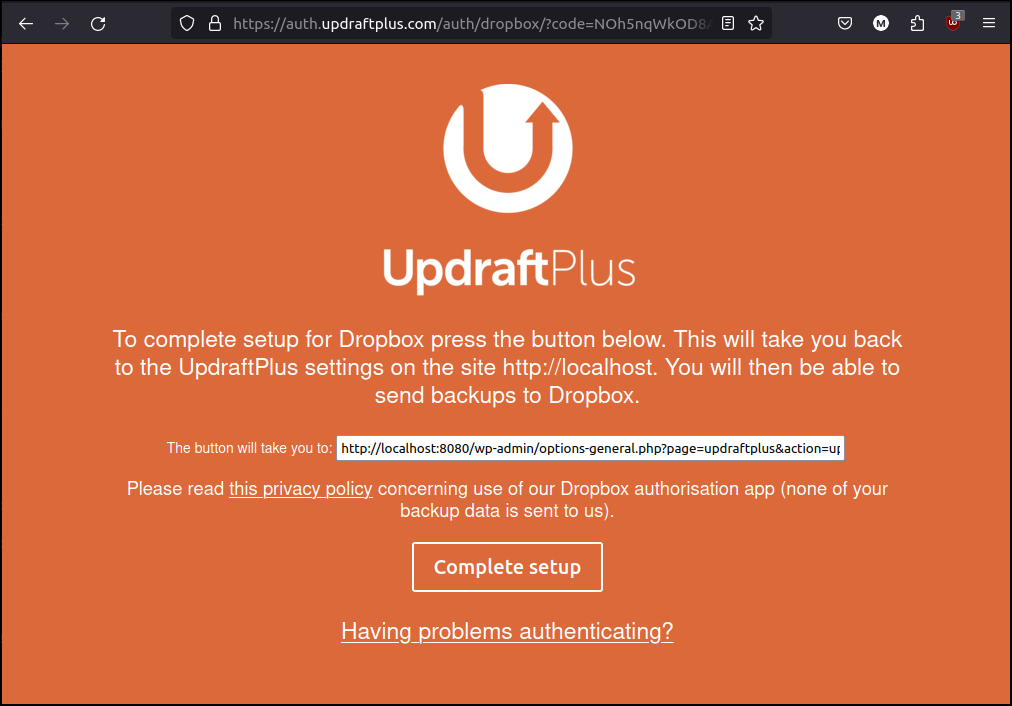 https://auth.updraftplus.com/auth/dropbox/?code=NOh5nqWkOD8
M
3
UpdraftPlus
To complete setup for Dropbox press the button below. This will take you back
to the UpdraftPlus settings on the site http://localhost. You will then be able to
send backups to Dropbox.
The button will take you to: http://localhost:8080/wp-admin/options-general.php?page=updraftplus&action=up
Please read this privacy policy concerning use of our Dropbox authorisation app (none of your
backup data is sent to us).
Complete setup
Having problems authenticating?